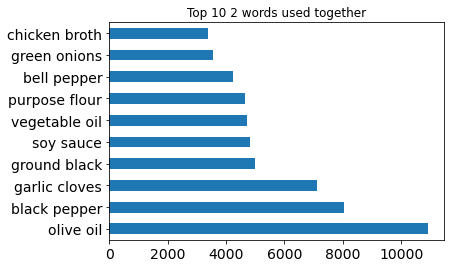 Top 10 2 words used together
chicken broth
green onions
bell pepper
purpose flour
vegetable oil
soy sauce
ground black
garlic cloves
black pepper
olive oil
0 2000 4000 6000 8000 10000